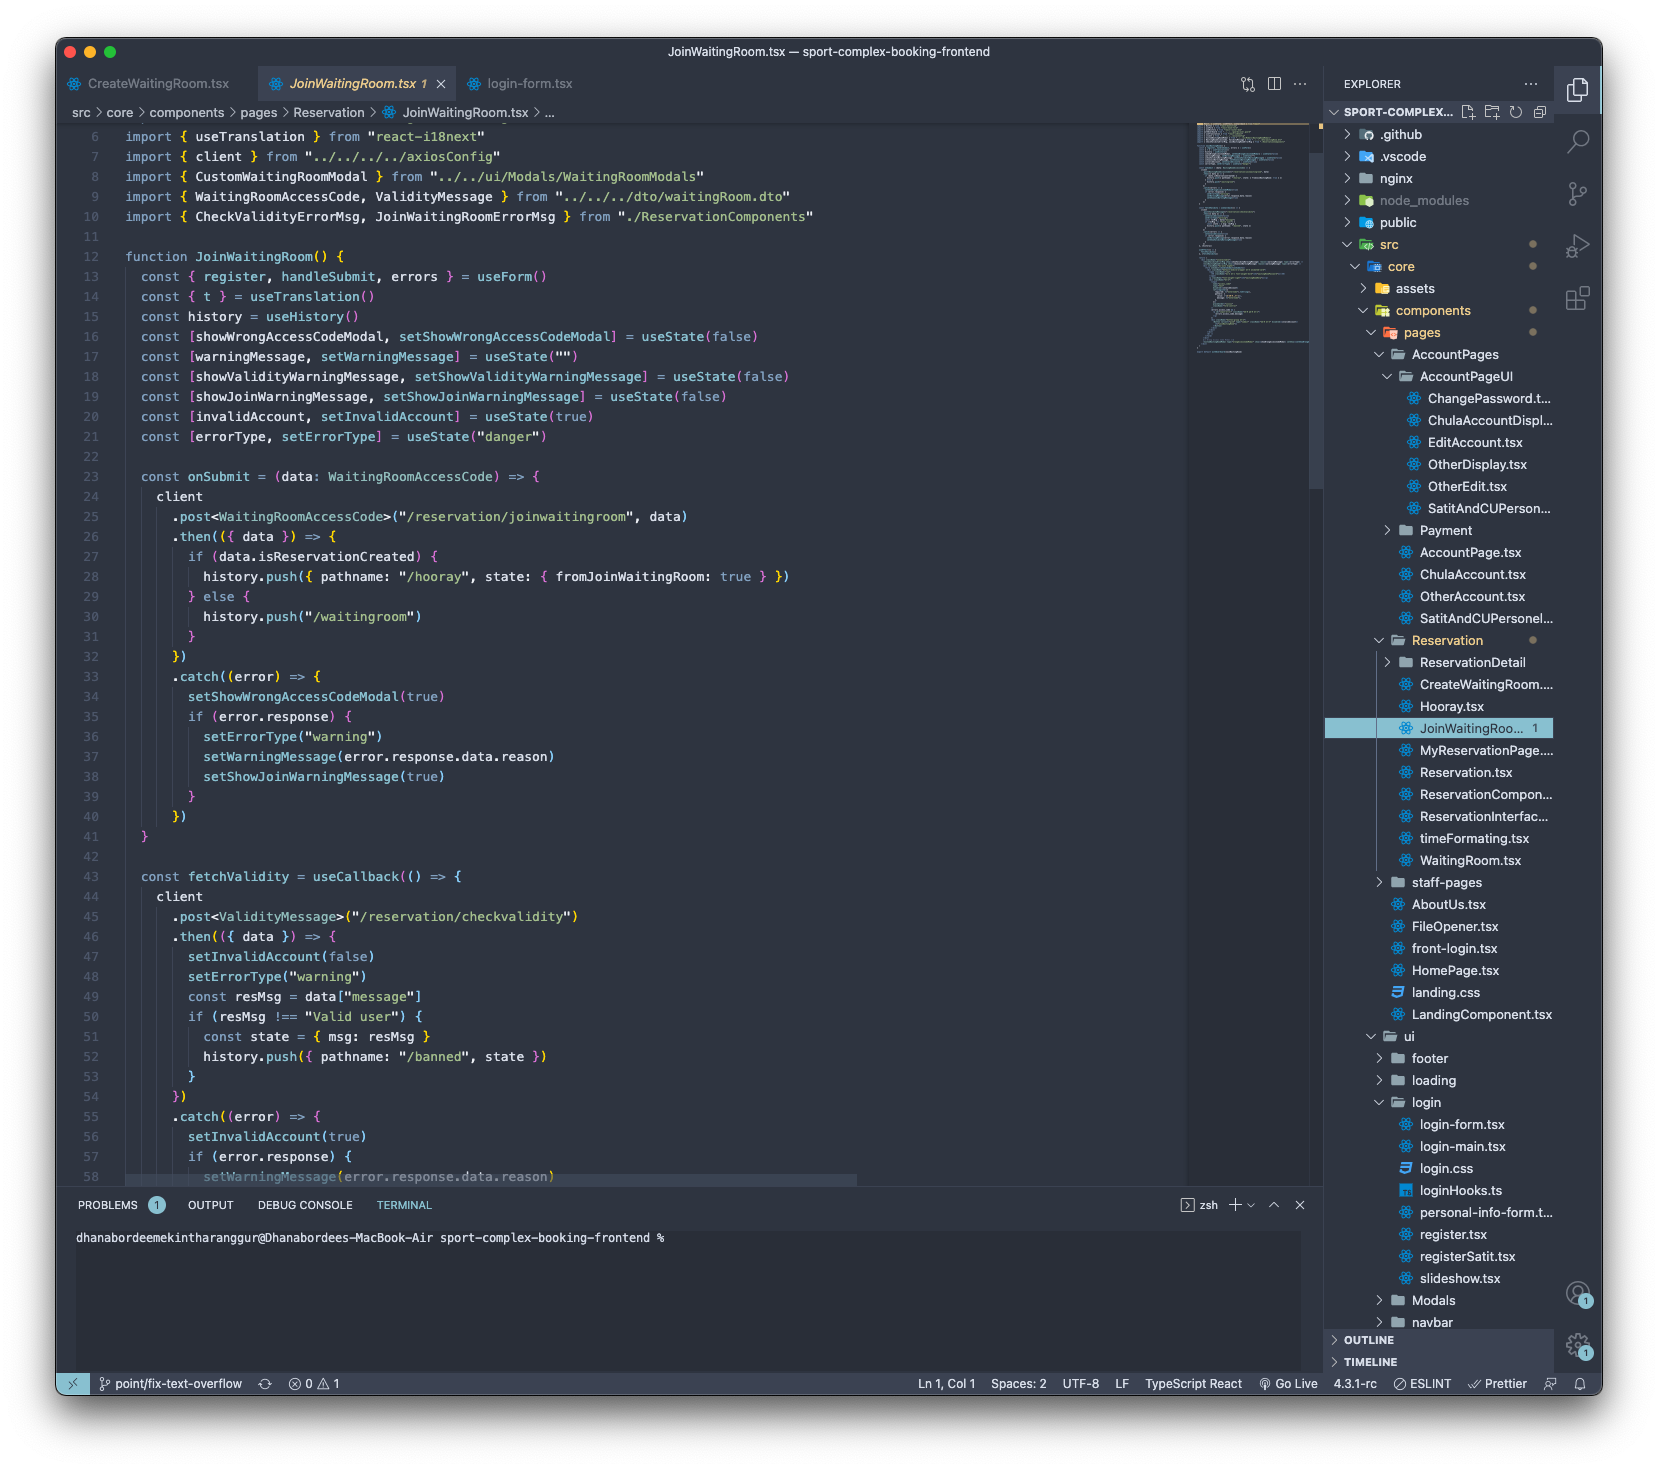 JoinWaitingRoom.tsx — sport-complex-booking-frontend
CreateWaitingRoom.tsx
JoinWaitingRoom.tsx 1
login-form.tsx
src > core > components > pages > Reservation > JoinWaitingRoom.tsx > ...
6 import { useTranslation } from "react-i18next"
7 import { client } from "../../../../axiosConfig"
8 import { CustomWaitingRoomModal } from "../../ui/Modals/WaitingRoomModals"
9 import { WaitingRoomAccessCode, ValidityMessage } from "../../../dto/waitingRoom.dto"
10 import { CheckValidityErrorMsg, JoinWaitingRoomErrorMsg } from "./ReservationComponents"
11
12 function JoinWaitingRoom() {
13 const { register, handleSubmit, errors } = useForm()
14 const { t } = useTranslation()
15 const history = useHistory()
16 const [showWrongAccessCodeModal, setShowWrongAccessCodeModal] = useState(false)
17 const [warningMessage, setWarningMessage] = useState("")
18 const [showValidityWarningMessage, setShowValidityWarningMessage] = useState(false)
19 const [showJoinWarningMessage, setShowJoinWarningMessage] = useState(false)
20 const [invalidAccount, setInvalidAccount] = useState(true)
21 const [errorType, setErrorType] = useState("danger")
22
23 const onSubmit = (data: WaitingRoomAccessCode) => {
24 client
25 .post<WaitingRoomAccessCode>("/reservation/joinwaitingroom", data)
26 .then(({ data }) => {
27 if (data.isReservationCreated) {
28 history.push({ pathname: "/hooray", state: { fromJoinWaitingRoom: true } })
29 } else {
30 history.push("/waitingroom")
31 }
32 })
33 .catch((error) => {
34 setShowWrongAccessCodeModal(true)
35 if (error.response) {
36 setErrorType("warning")
37 setWarningMessage(error.response.data.reason)
38 setShowJoinWarningMessage(true)
39 }
40 })
41 }
42
43 const fetchValidity = useCallback(() => {
44 client
45 .post<ValidityMessage>("/reservation/checkvalidity")
46 .then(({ data }) => {
47 setInvalidAccount(false)
48 setErrorType("warning")
49 const resMsg = data["message"]
50 if (resMsg !== "Valid user") {
51 const state = { msg: resMsg }
52 history.push({ pathname: "/banned", state })
53 }
54 })
55 .catch((error) => {
56 setInvalidAccount(true)
57 if (error.response) {
58 setWarningMessage(error.response.data.reason)
PROBLEMS 1 OUTPUT DEBUG CONSOLE TERMINAL
zsh
dhanabordeemekintharanggur@Dhanabordees-MacBook-Air sport-complex-booking-frontend %
EXPLORER
SPORT-COMPLEX...
.github
.vscode
nginx
node_modules
public
src
core
assets
components
pages
AccountPages
AccountPageUI
ChangePassword.t...
ChulaAccountDispl...
EditAccount.tsx
OtherDisplay.tsx
OtherEdit.tsx
SatitAndCUPerson...
Payment
AccountPage.tsx
ChulaAccount.tsx
OtherAccount.tsx
SatitAndCUPersonel...
Reservation
ReservationDetail
CreateWaitingRoom....
Hooray.tsx
JoinWaitingRoo... 1
MyReservationPage....
Reservation.tsx
ReservationCompon...
ReservationInterfac...
timeFormating.tsx
WaitingRoom.tsx
staff-pages
AboutUs.tsx
FileOpener.tsx
front-login.tsx
HomePage.tsx
landing.css
LandingComponent.tsx
ui
footer
loading
login
login-form.tsx
login-main.tsx
login.css
loginHooks.ts
personal-info-form.t...
register.tsx
registerSatit.tsx
slideshow.tsx
Modals
navbar
OUTLINE
TIMELINE
1
1
point/fix-text-overflow 0 1 Ln 1, Col 1 Spaces: 2 UTF-8 LF TypeScript React Go Live 4.3.1-rc ESLINT Prettier